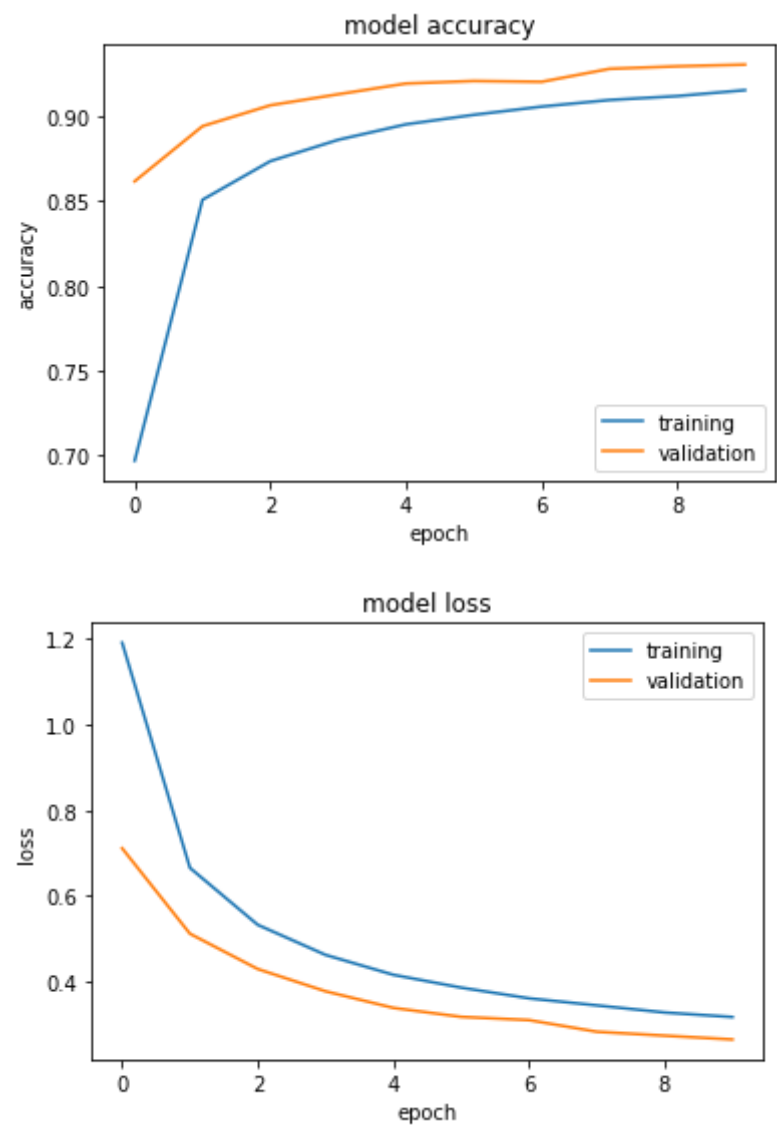 model accuracy
0.90
0.85
0.80
0.75
0.70
accuracy
training
validation
0 2 4 6 8
epoch
model loss
1.2
1.0
0.8
0.6
0.4
loss
training
validation
0 2 4 6 8
epoch